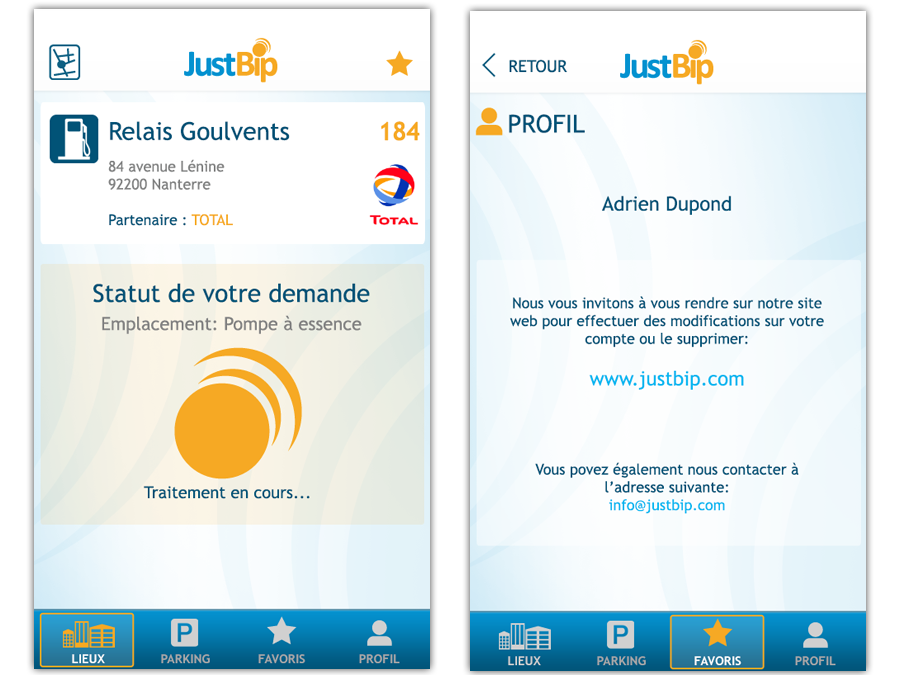 JustBip
Relais Goulvents
184
84 avenue Lénine
92200 Nanterre
Partenaire : TOTAL
TOTAL
Statut de votre demande
Emplacement: Pompe à essence
Traitement en cours...
LIEUX
P
PARKING
FAVORIS
PROFIL
RETOUR
JustBip
PROFIL
Adrien Dupond
Nous vous invitons à vous rendre sur notre site
web pour effectuer des modifications sur votre
compte ou le supprimer:
www.justbip.com
Vous povez également nous contacter à
l’adresse suivante:
info@justbip.com
LIEUX
P
PARKING
FAVORIS
PROFIL